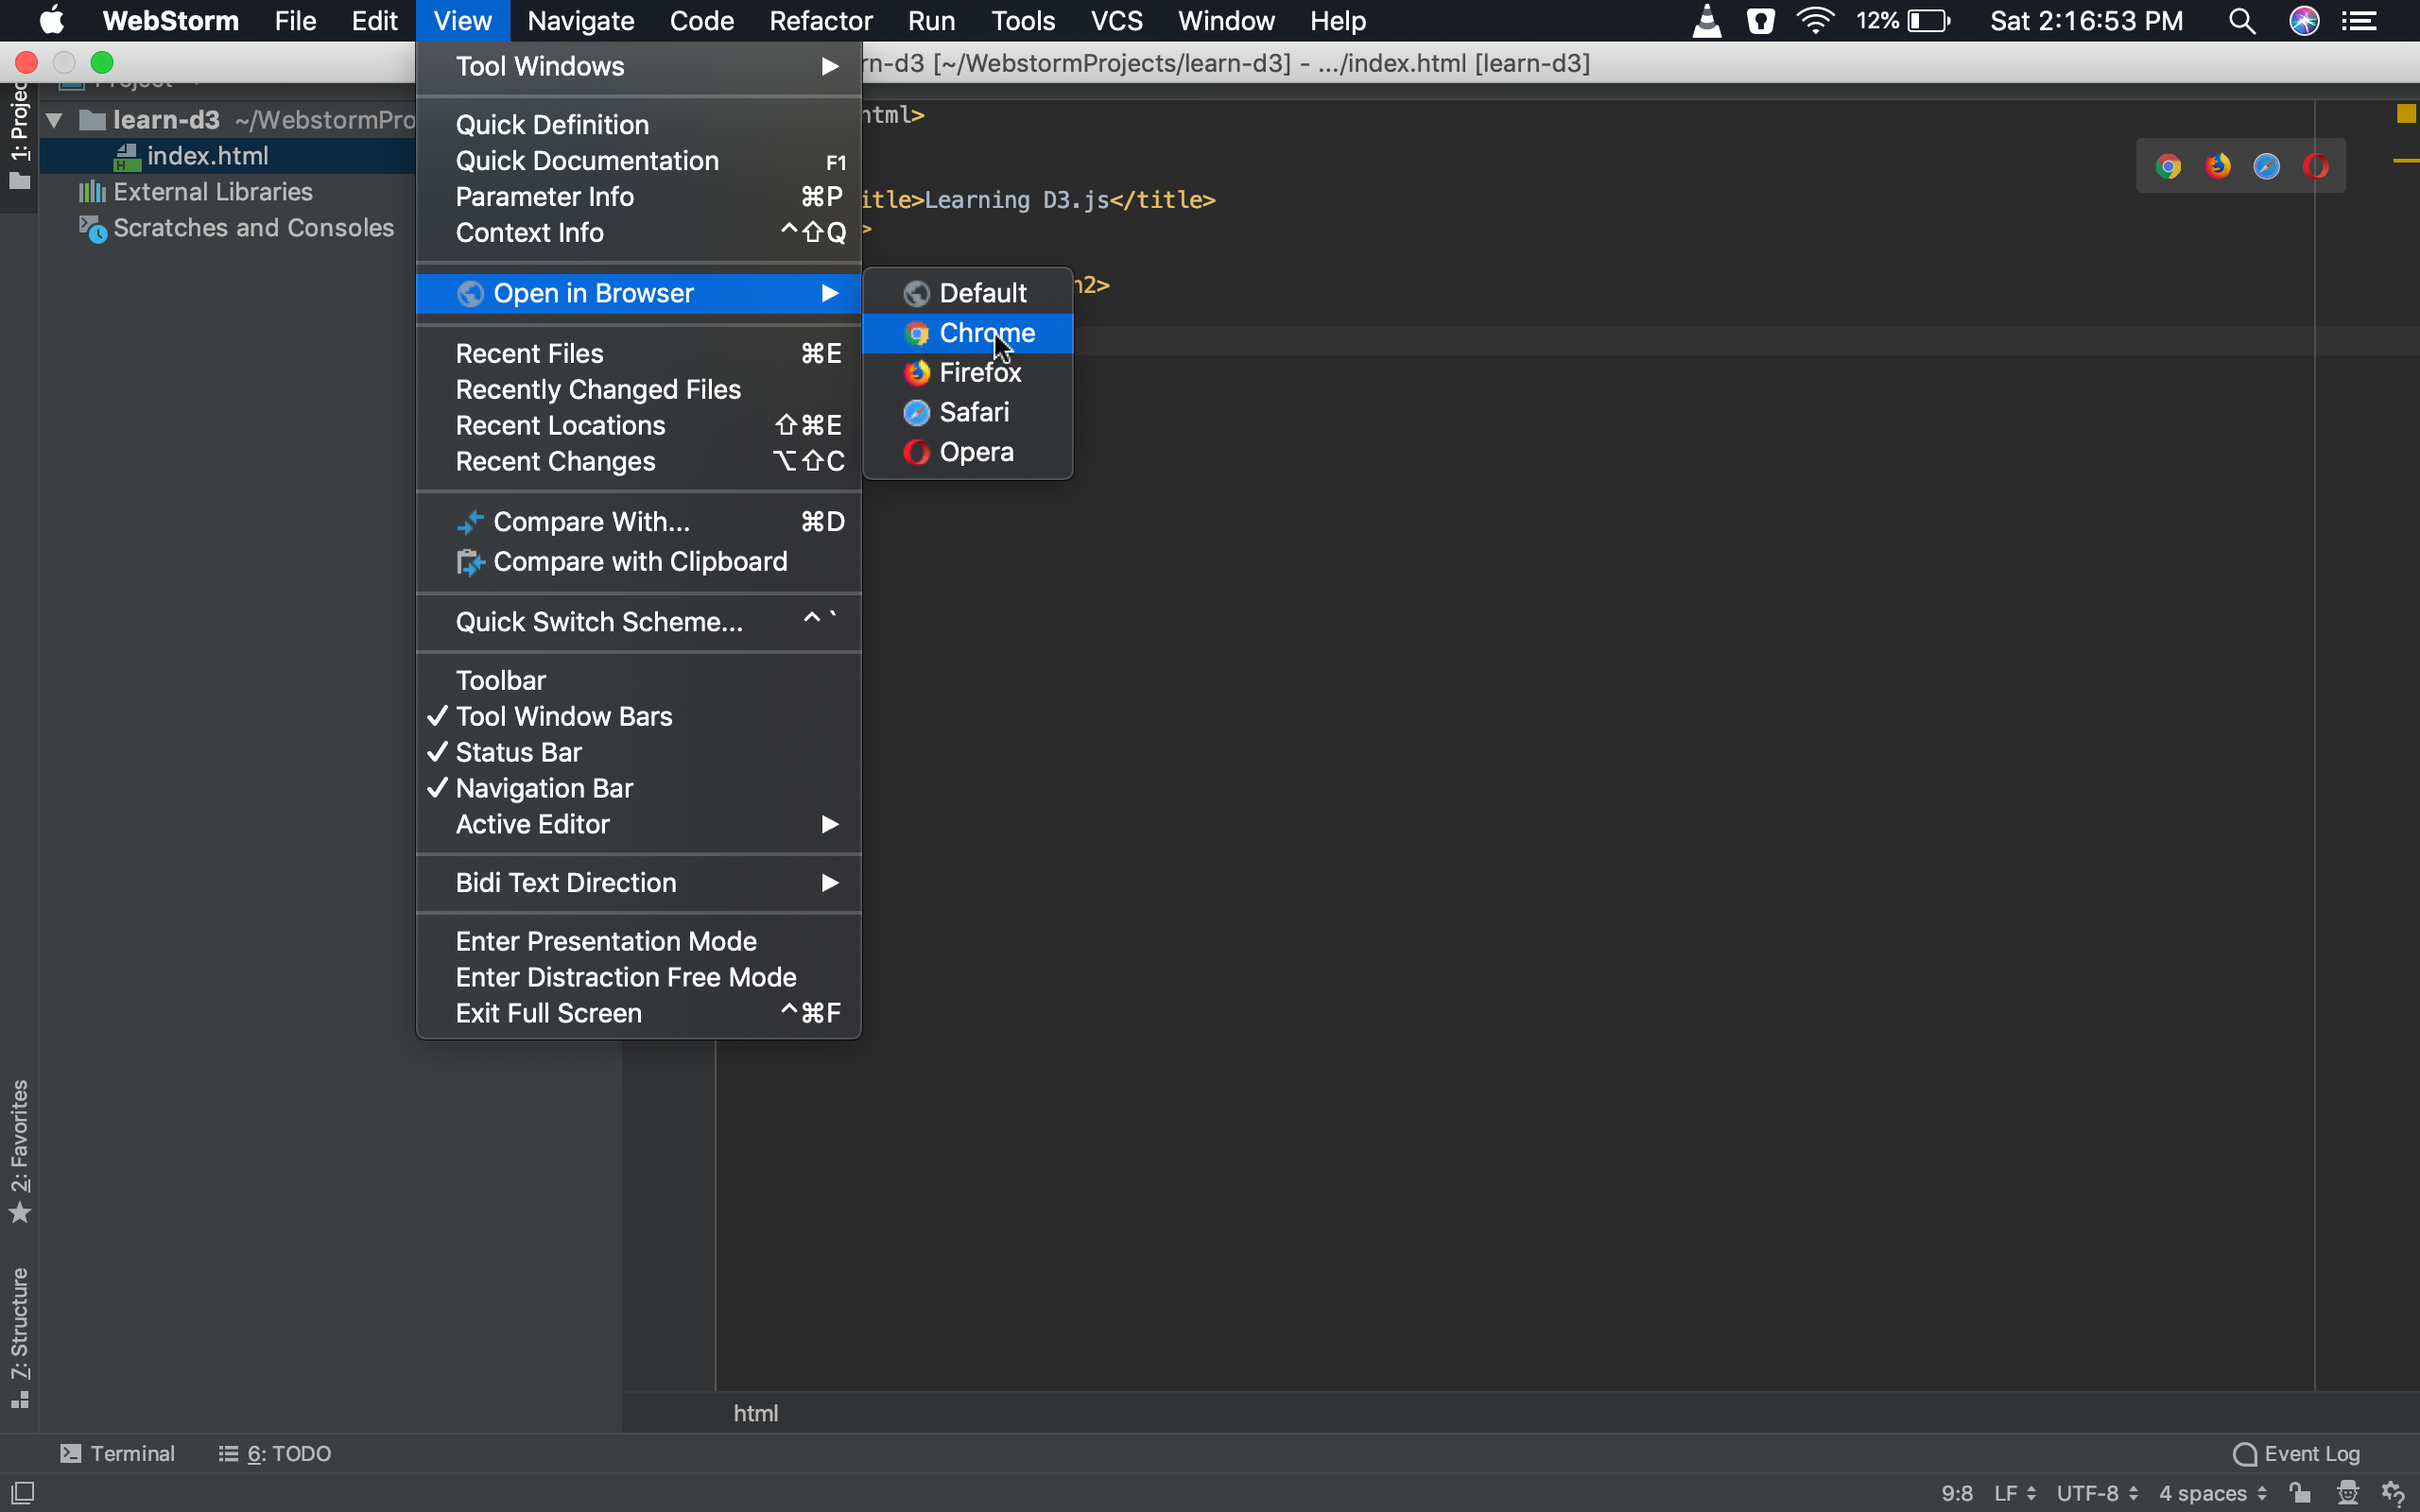 WebStorm File Edit View Navigate Code Refactor Run Tools VCS Window Help 12% Sat 2:16:53 PM
rn-d3 [~/WebstormProjects/learn-d3] - .../index.html [learn-d3]
1: Projec
learn-d3 ~/WebstormPro
index.html
External Libraries
Scratches and Consoles
Tool Windows
Quick Definition
Quick Documentation F1
Parameter Info ⌘P
Context Info ^⇧Q
Open in Browser
Recent Files ⌘E
Recently Changed Files
Recent Locations ⇧⌘E
Recent Changes ⌥⇧C
Compare With... ⌘D
Compare with Clipboard
Quick Switch Scheme... ^`
Toolbar
✓ Tool Window Bars
✓ Status Bar
✓ Navigation Bar
Active Editor
Bidi Text Direction
Enter Presentation Mode
Enter Distraction Free Mode
Exit Full Screen ^⌘F
Default
Chrome
Firefox
Safari
Opera
html>
itle>Learning D3.js</title>
>
h2>
2: Favorites
7: Structure
html
Terminal 6: TODO Event Log
9:8 LF UTF-8 4 spaces